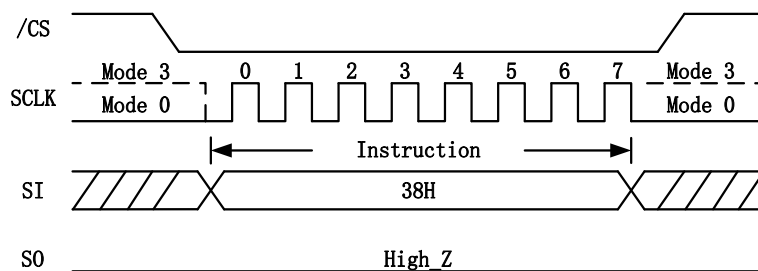 /CS
0 1 2 3 4 5 6 7
Mode 3 Mode 3
SCLK
Mode 0 Mode 0
Instruction
SI 38H
SO High_Z